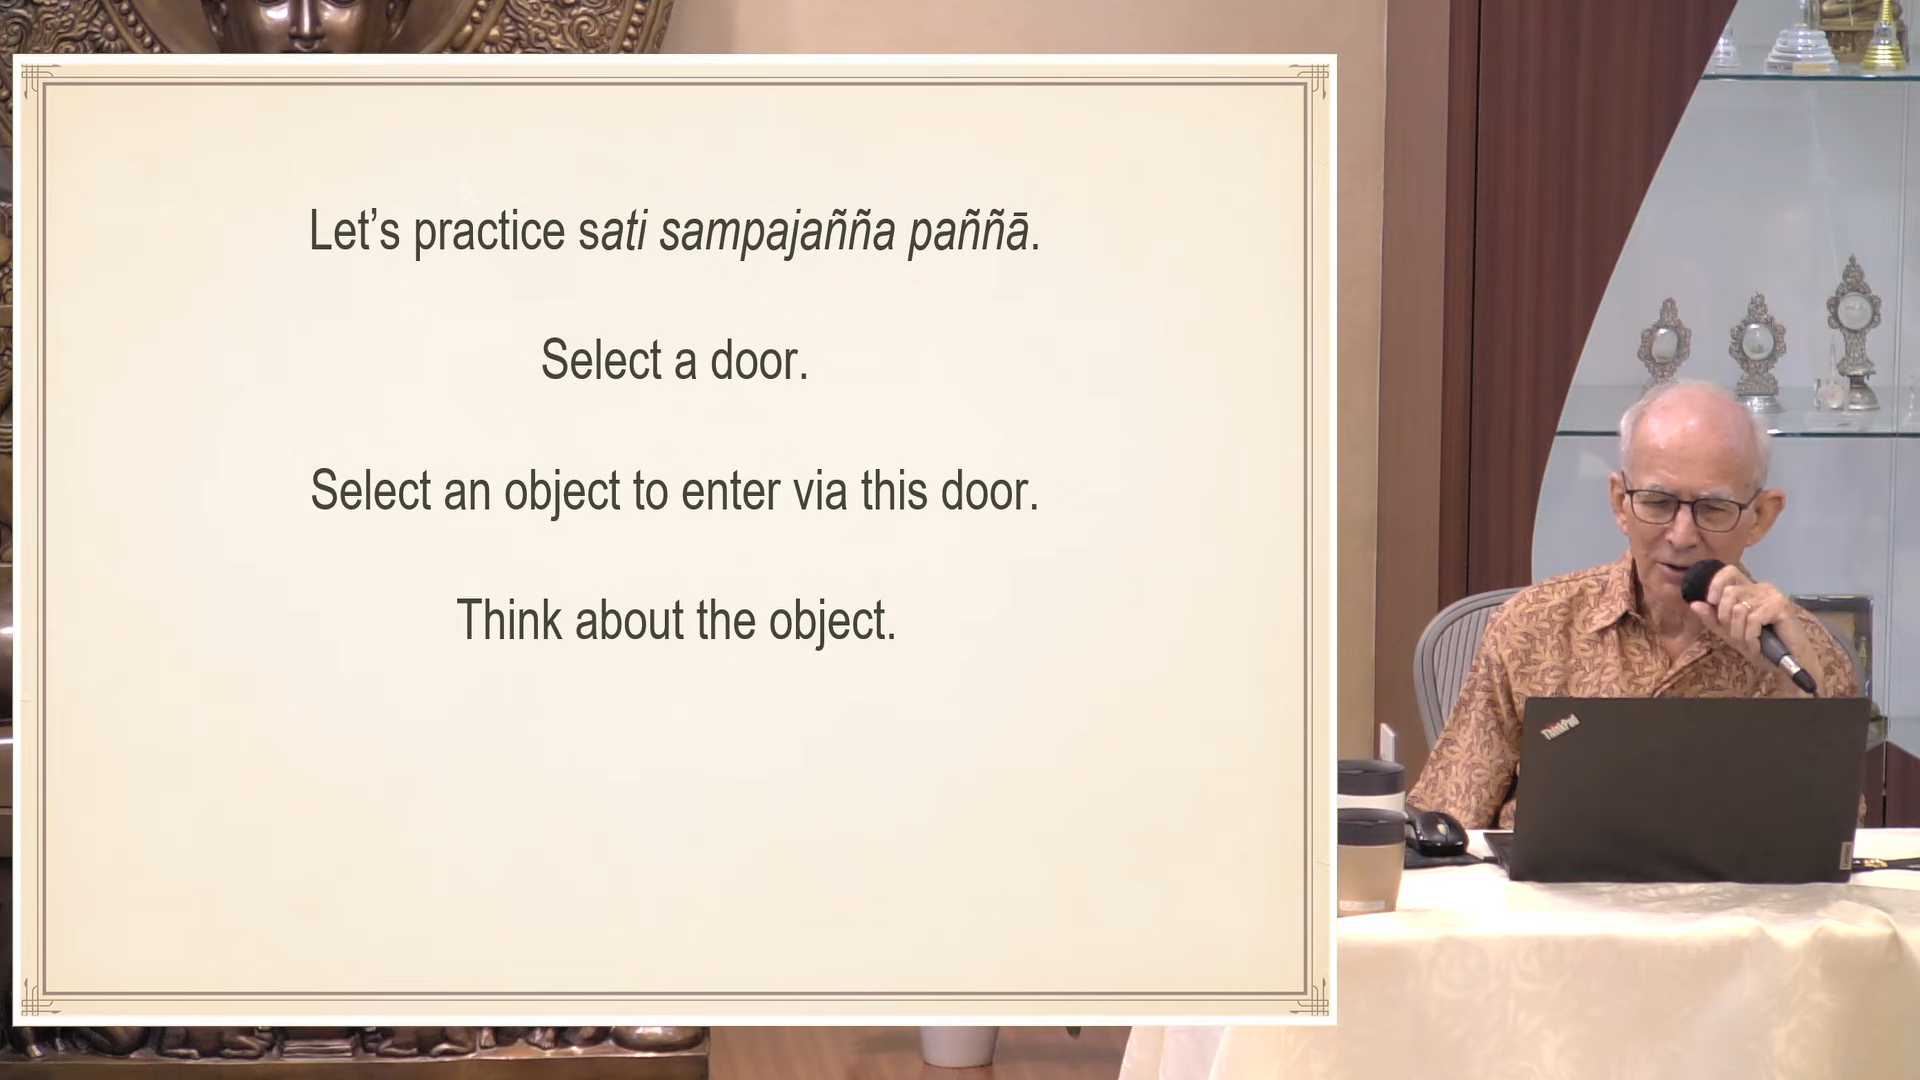 Let’s practice sati sampajañña paññā.
Select a door.
Select an object to enter via this door.
Think about the object.
ThinkPad